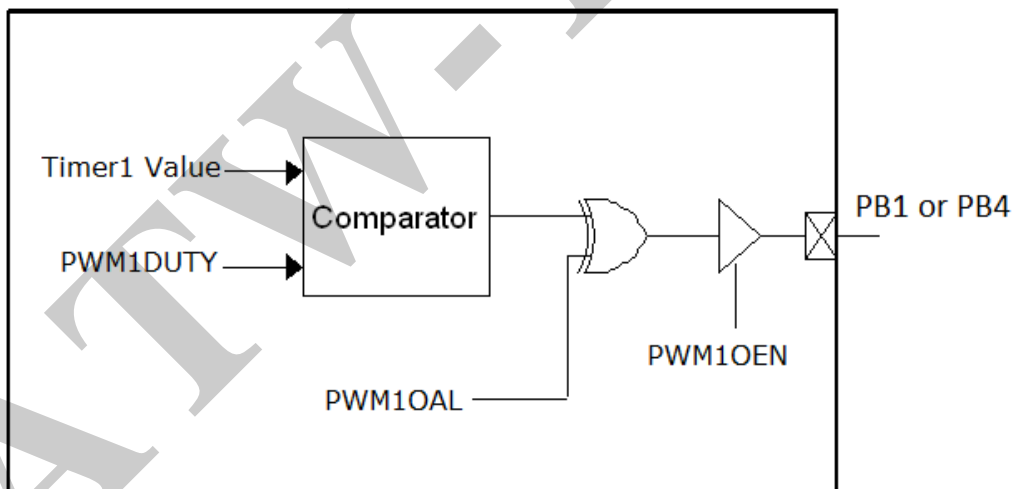 Timer1 Value
Comparator
PWM1DUTY
PB1 or PB4
PWM1OEN
PWM1OAL